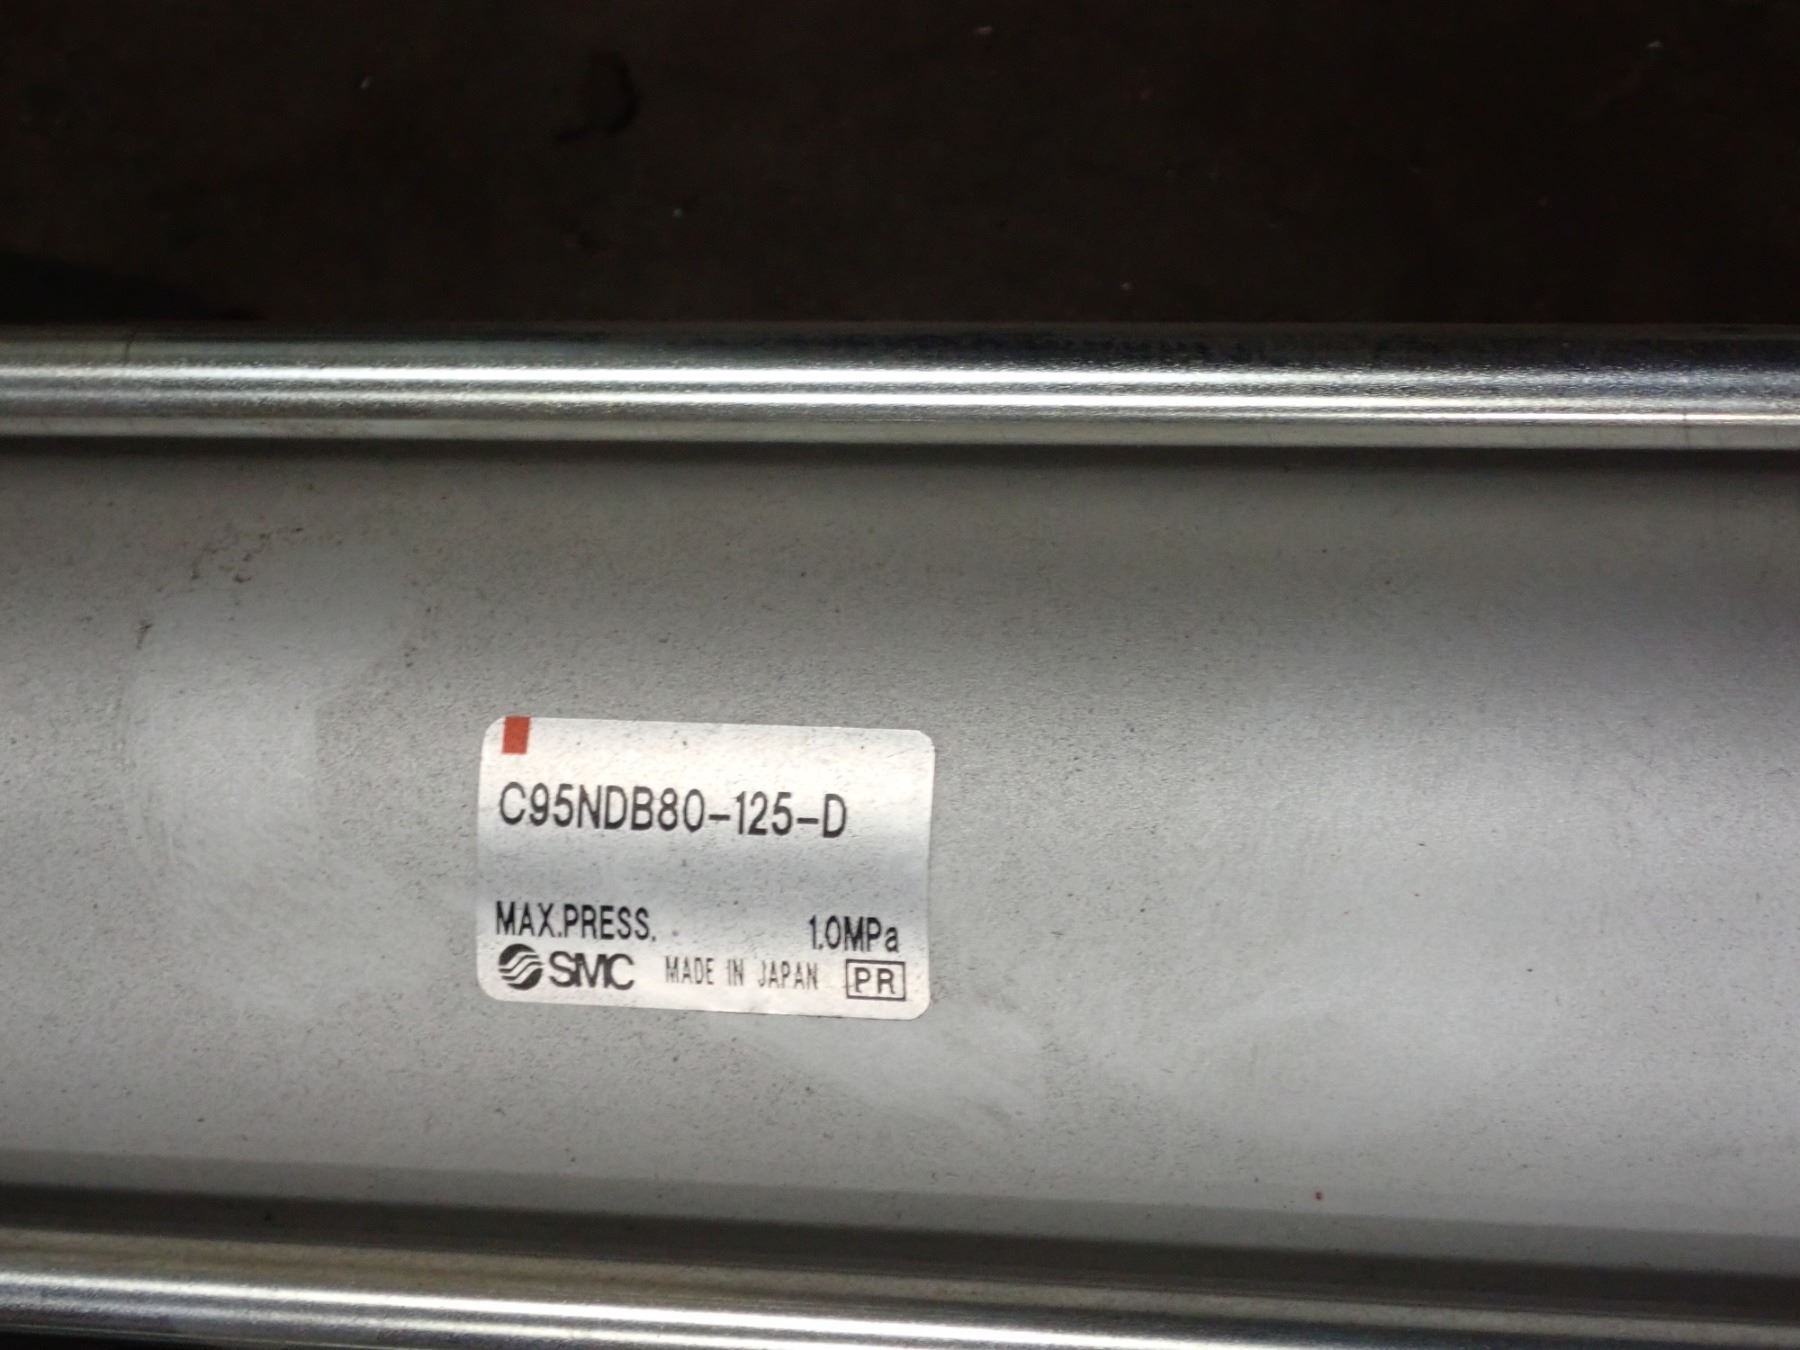 C95NDB80-125-D
MAX.PRESS. 1.0MPa
SMC MADE IN JAPAN PR